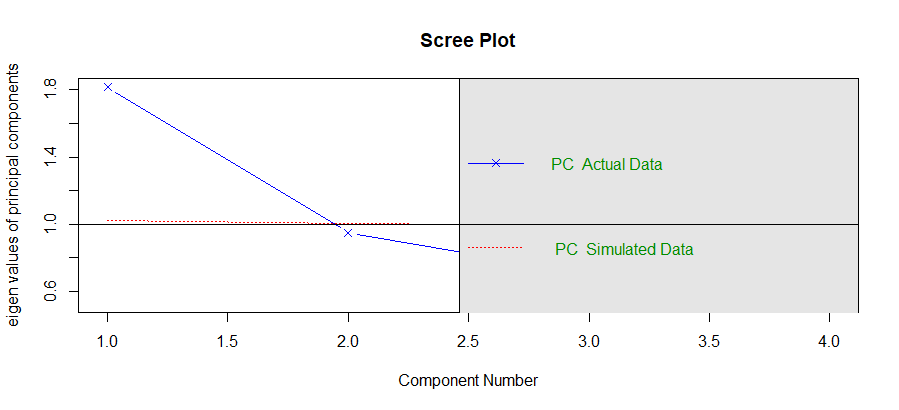 Scree Plot
eigen values of principal components
1.8
1.4
1.0
0.6
PC Actual Data
PC Simulated Data
1.0 1.5 2.0 2.5 3.0 3.5 4.0
Component Number